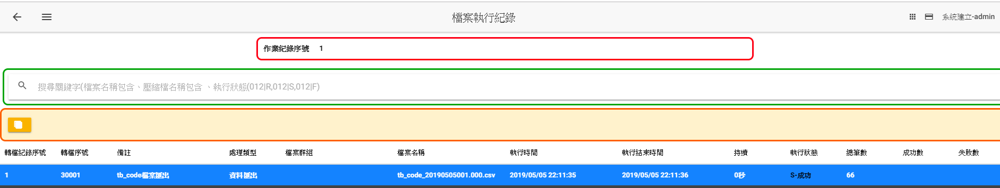 檔案執行紀錄
系統建立-admin
作業紀錄序號 1
搜尋關鍵字(檔案名稱包含、壓縮檔名稱包含 、執行狀態(012|R,012|S,012|F)
轉檔紀錄序號 轉檔序號 備註 處理類型 檔案群組 檔案名稱 執行時間 執行結束時間 持續 執行狀態 總筆數 成功數 失敗數
1 30001 tb_code檔案匯出 資料匯出 tb_code_20190505001.000.csv 2019/05/05 22:11:35 2019/05/05 22:11:36 0秒 S-成功 66